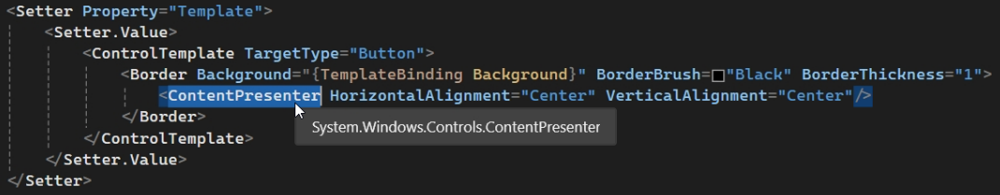 <Setter Property="Template">
<Setter.Value>
<ControlTemplate TargetType="Button">
<Border Background="{TemplateBinding Background}" BorderBrush="Black" BorderThickness="1">
<ContentPresenter HorizontalAlignment="Center" VerticalAlignment="Center"/>
</Border>
System.Windows.Controls.ContentPresenter
</ControlTemplate>
</Setter.Value>
</Setter>